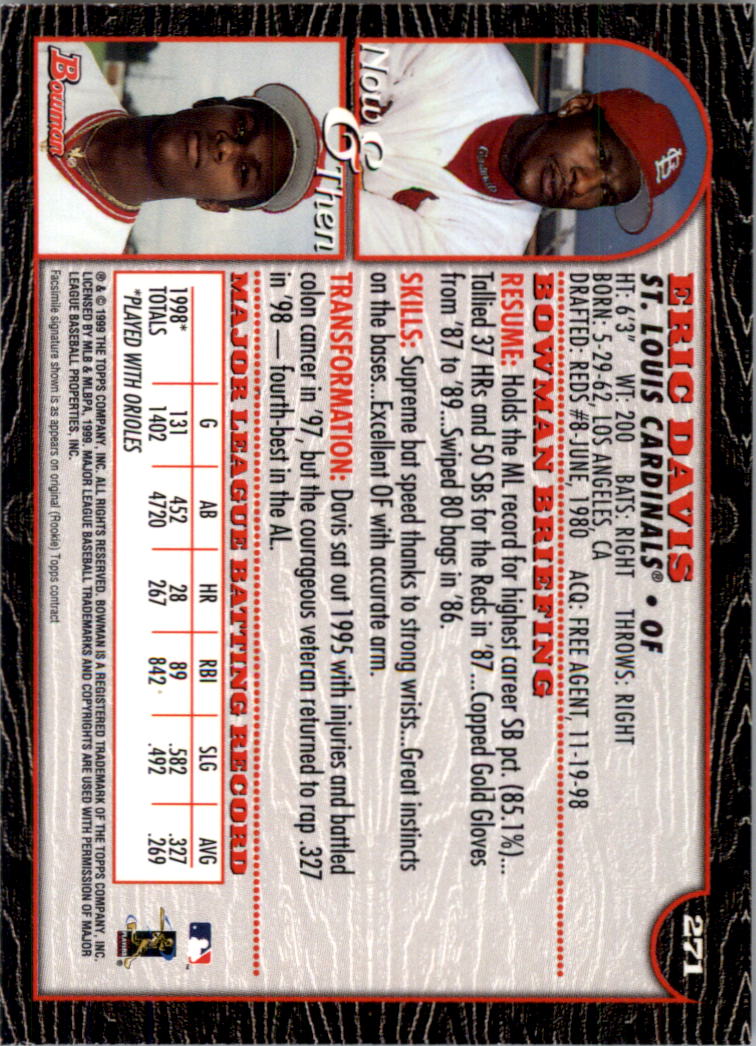 271
ERIC DAVIS
ST. LOUIS CARDINALS® • OF
HT: 6'3" WT: 200 BATS: RIGHT THROWS: RIGHT
BORN: 5-29-62, LOS ANGELES, CA
DRAFTED: REDS #8-JUNE, 1980 ACQ: FREE AGENT, 11-19-98
BOWMAN BRIEFING
RESUME: Holds the ML record for highest career SB pct. (85.1%)...
Tallied 37 HRs and 50 SBs for the Reds in '87...Copped Gold Gloves
from '87 to '89...Swiped 80 bags in '86.
SKILLS: Supreme bat speed thanks to strong wrists...Great instincts
on the bases...Excellent OF with accurate arm.
TRANSFORMATION: Davis sat out 1995 with injuries and battled
colon cancer in '97, but the courageous veteran returned to rap .327
in '98 — fourth-best in the AL.
Now &
Then
Bowman®
MAJOR LEAGUE BATTING RECORD
G AB HR RBI SLG AVG
1998* 131 452 28 89 .582 .327
TOTALS 1402 4720 267 842 .492 .269
*PLAYED WITH ORIOLES
® & © 1999 THE TOPPS COMPANY, INC. ALL RIGHTS RESERVED. BOWMAN IS A REGISTERED TRADEMARK OF THE TOPPS COMPANY, INC.
LICENSED BY MLB & MLBPA, 1999. MAJOR LEAGUE BASEBALL TRADEMARKS AND COPYRIGHTS ARE USED WITH PERMISSION OF MAJOR
LEAGUE BASEBALL PROPERTIES, INC.
Facsimile signature shown is as appears on original (Rookie) Topps contract